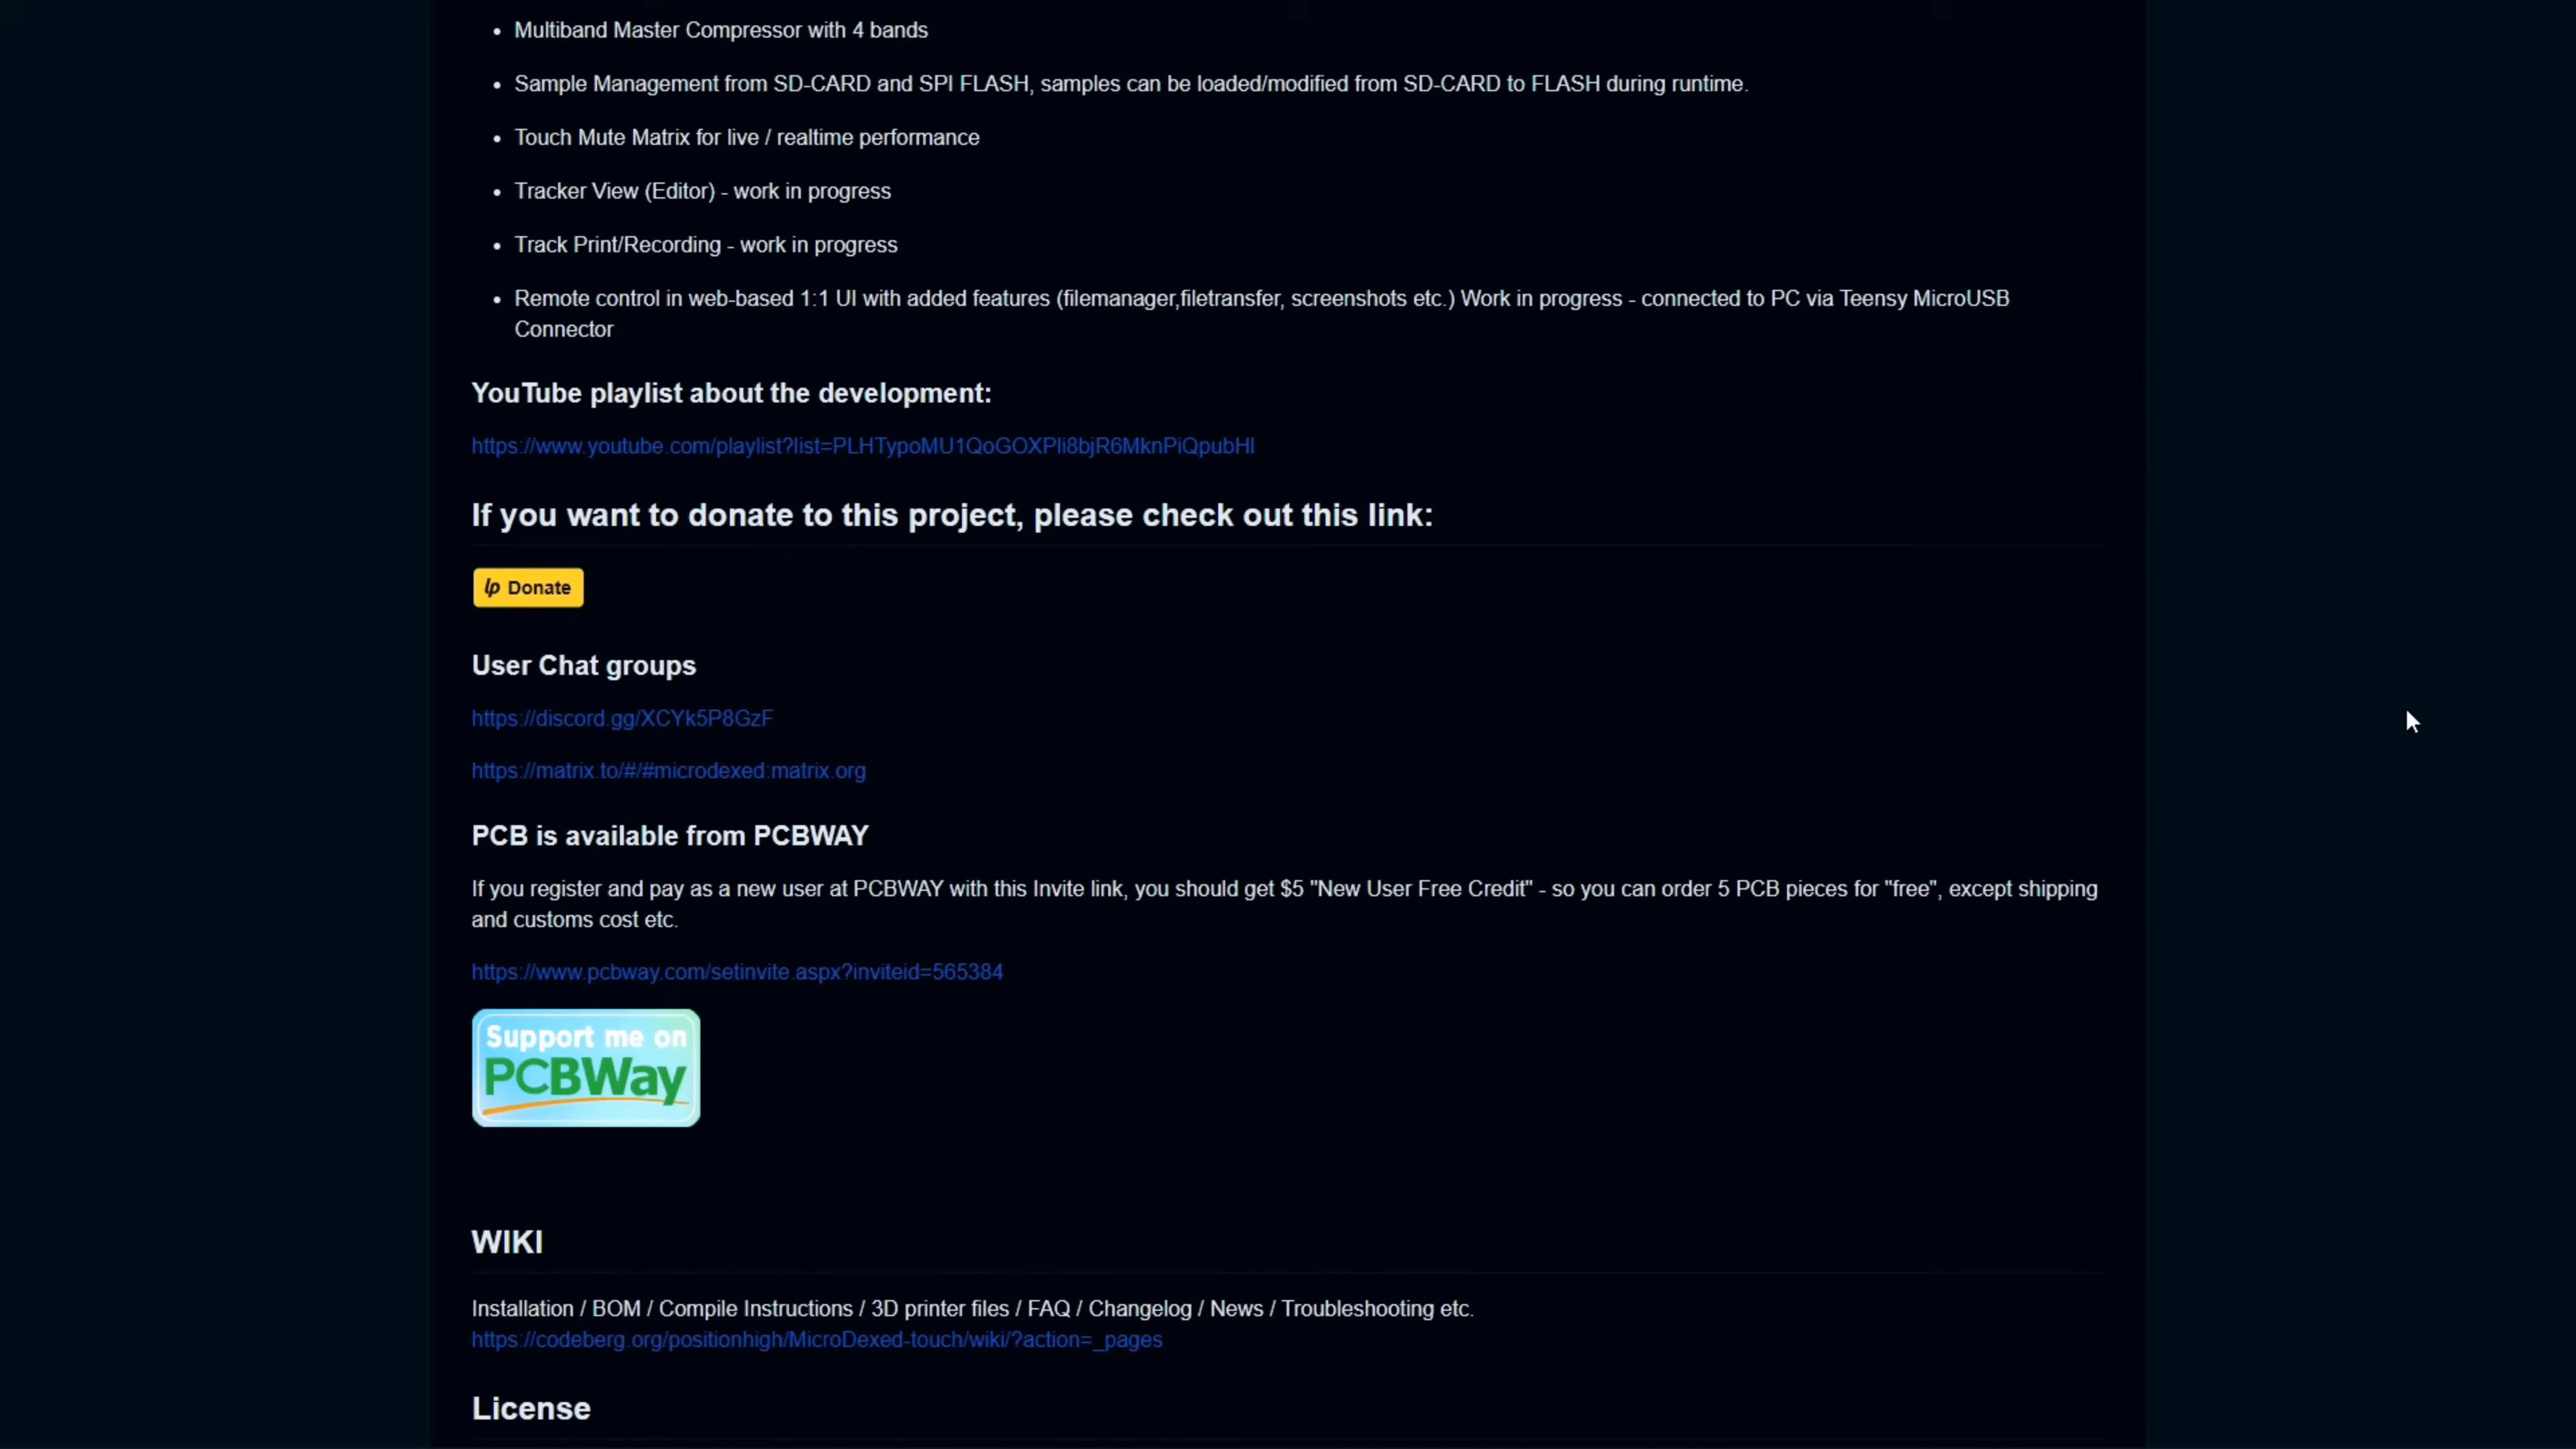 Multiband Master Compressor with 4 bands
Sample Management from SD-CARD and SPI FLASH, samples can be loaded/modified from SD-CARD to FLASH during runtime.
Touch Mute Matrix for live / realtime performance
Tracker View (Editor) - work in progress
Track Print/Recording - work in progress
Remote control in web-based 1:1 UI with added features (filemanager,filetransfer, screenshots etc.) Work in progress - connected to PC via Teensy MicroUSB
Connector
YouTube playlist about the development:
https://www.youtube.com/playlist?list=PLHTypoMU1QoGOXPli8bjR6MknPiQpubHl
If you want to donate to this project, please check out this link:
lp Donate
User Chat groups
https://discord.gg/XCYk5P8GzF
https://matrix.to/#/#microdexed:matrix.org
PCB is available from PCBWAY
If you register and pay as a new user at PCBWAY with this Invite link, you should get $5 "New User Free Credit" - so you can order 5 PCB pieces for "free", except shipping
and customs cost etc.
https://www.pcbway.com/setinvite.aspx?inviteid=565384
Support me on
PCBWay
WIKI
Installation / BOM / Compile Instructions / 3D printer files / FAQ / Changelog / News / Troubleshooting etc.
https://codeberg.org/positionhigh/MicroDexed-touch/wiki/?action=_pages
License